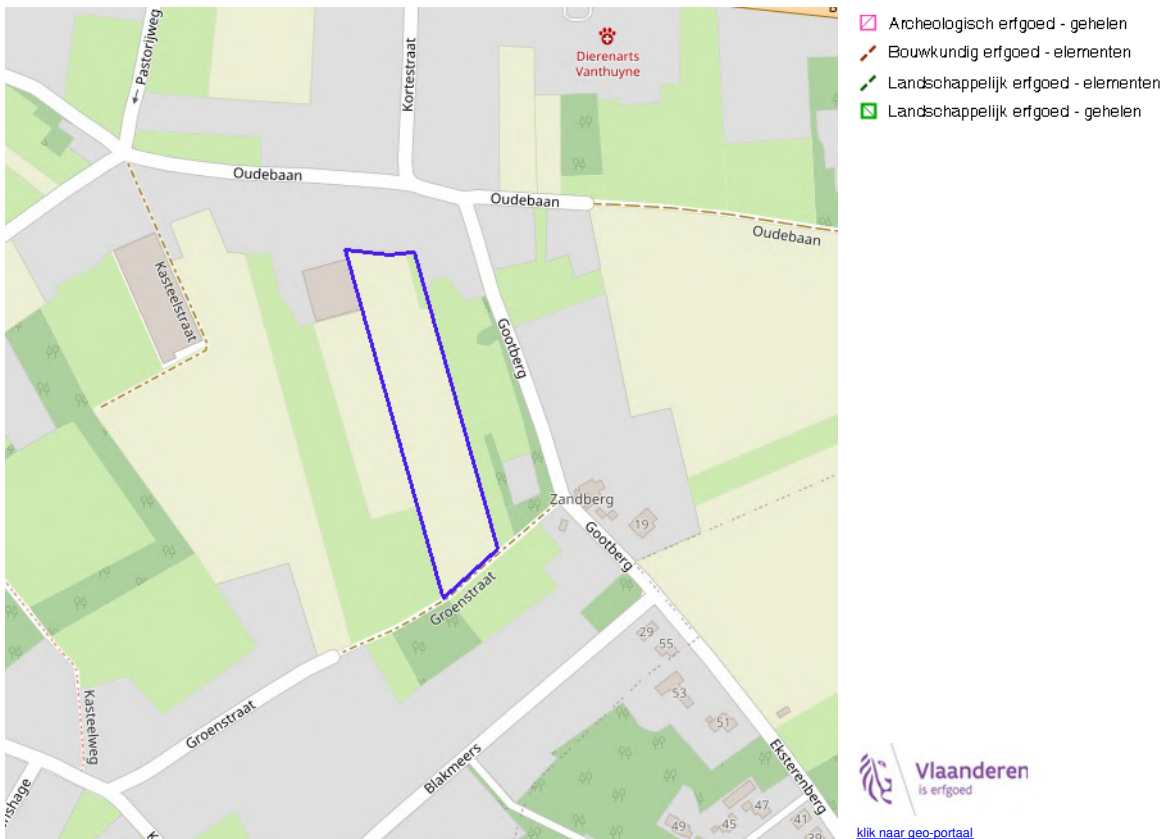 Pastorijweg
Kortestraat
B
Dierenarts
Vanthuyne
Oudebaan
Oudebaan
Oudebaan
Kasteelstraat
Gootberg
Zandberg
19
Gootberg
Groenstraat
29
55
53
51
Kasteelweg
Groenstraat
Blakmeers
Eksterenberg
47
45
49
41
39
nshage
K
Archeologisch erfgoed - gehelen
Bouwkundig erfgoed - elementen
Landschappelijk erfgoed - elementen
Landschappelijk erfgoed - gehelen
Vlaanderen
is erfgoed
klik naar geo-portaal